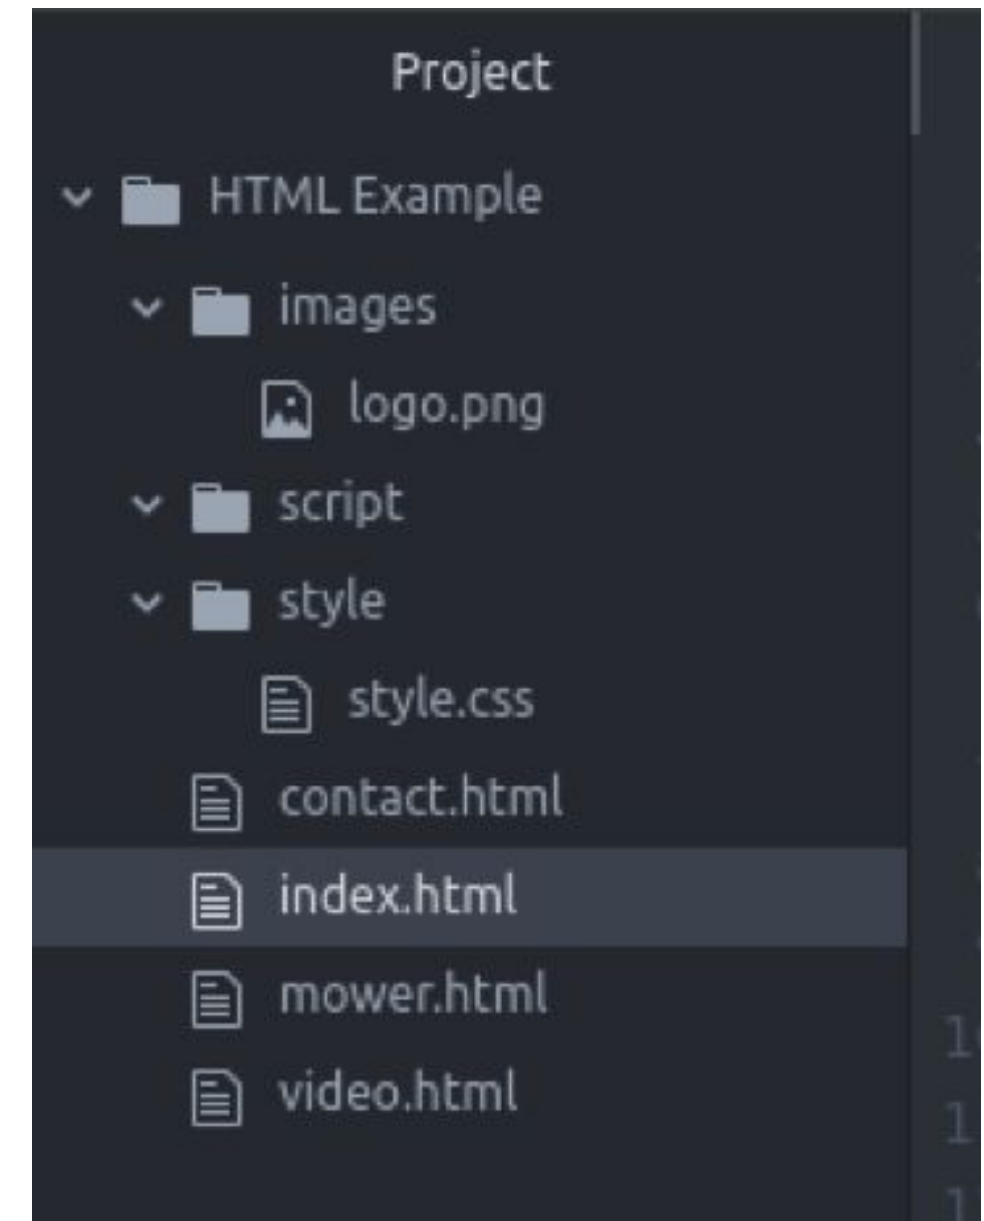 Project
HTML Example
images
logo.png
script
style
style.css
contact.html
index.html
mower.html
video.html